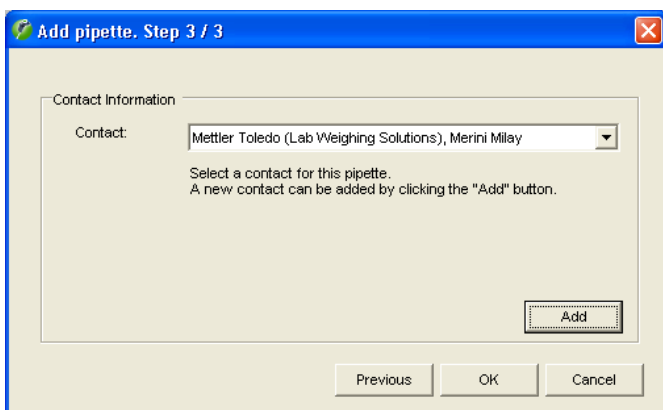 Add pipette. Step 3 / 3
Contact Information
Contact:
Mettler Toledo (Lab Weighing Solutions), Merini Milay
Select a contact for this pipette.
A new contact can be added by clicking the "Add" button.
Add
Previous
OK
Cancel